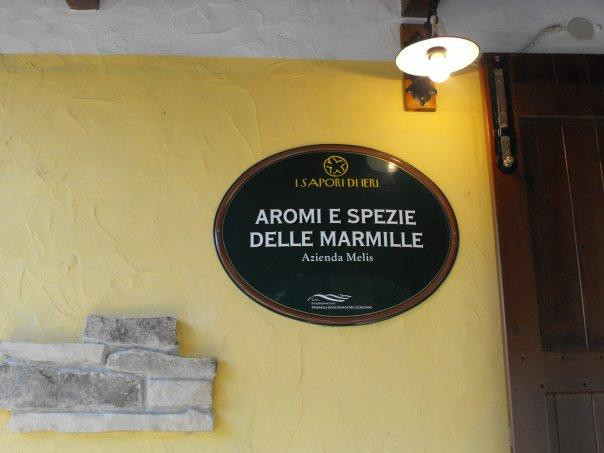 I SAPORI DI IERI
AROMI E SPEZIE
DELLE MARMILLE
Azienda Melis